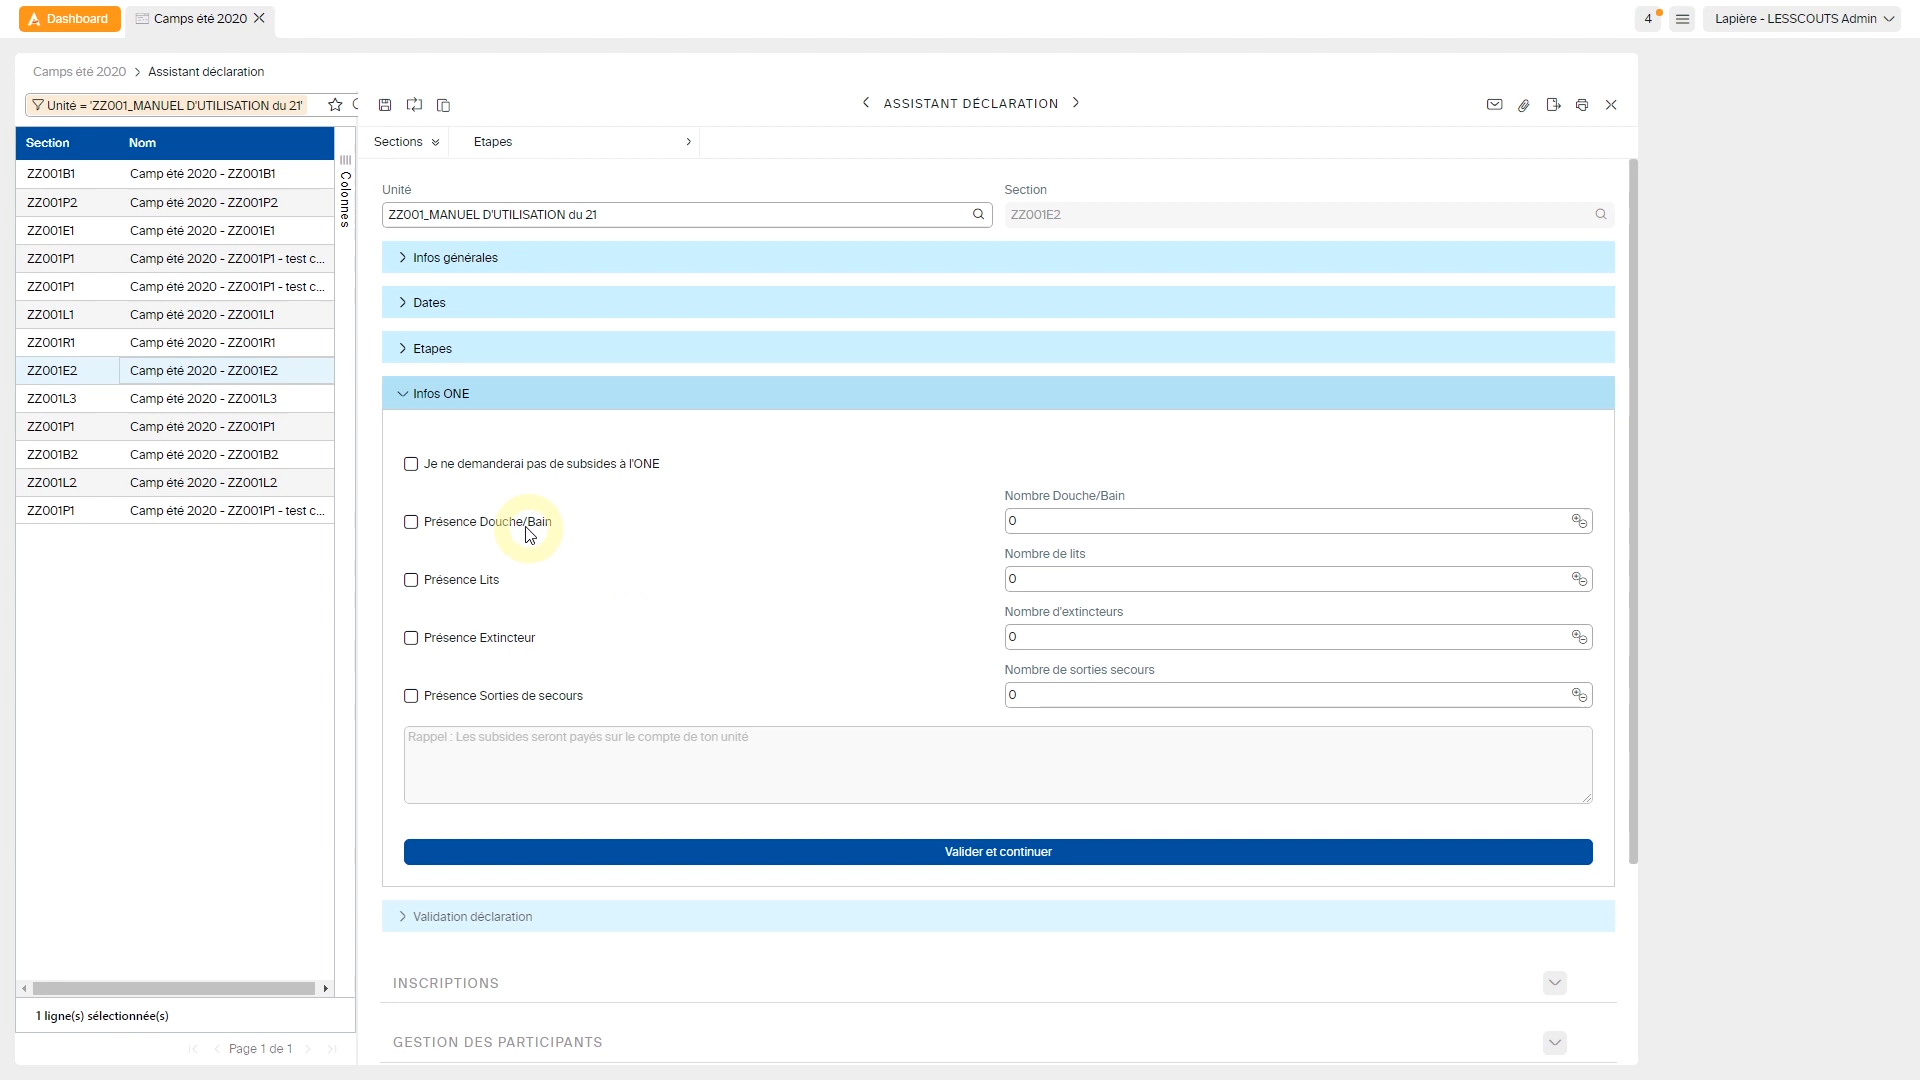 Dashboard
Camps été 2020
4
Lapière - LESSCOUTS Admin
Camps été 2020 > Assistant déclaration
Unité = 'ZZ001_MANUEL D'UTILISATION du 21'
ASSISTANT DÉCLARATION
Section Nom
ZZ001B1 Camp été 2020 - ZZ001B1
ZZ001P2 Camp été 2020 - ZZ001P2
ZZ001E1 Camp été 2020 - ZZ001E1
ZZ001P1 Camp été 2020 - ZZ001P1 - test c...
ZZ001P1 Camp été 2020 - ZZ001P1 - test c...
ZZ001L1 Camp été 2020 - ZZ001L1
ZZ001R1 Camp été 2020 - ZZ001R1
ZZ001E2 Camp été 2020 - ZZ001E2
ZZ001L3 Camp été 2020 - ZZ001L3
ZZ001P1 Camp été 2020 - ZZ001P1
ZZ001B2 Camp été 2020 - ZZ001B2
ZZ001L2 Camp été 2020 - ZZ001L2
ZZ001P1 Camp été 2020 - ZZ001P1 - test c...
Colonnes
1 ligne(s) sélectionnée(s)
Page 1 de 1
Sections
Etapes
Unité
ZZ001_MANUEL D'UTILISATION du 21
Section
ZZ001E2
Infos générales
Dates
Etapes
Infos ONE
Je ne demanderai pas de subsides à l'ONE
Présence Douche/Bain
Nombre Douche/Bain
0
Présence Lits
Nombre de lits
0
Présence Extincteur
Nombre d'extincteurs
0
Présence Sorties de secours
Nombre de sorties secours
0
Rappel : Les subsides seront payés sur le compte de ton unité
Valider et continuer
Validation déclaration
INSCRIPTIONS
GESTION DES PARTICIPANTS